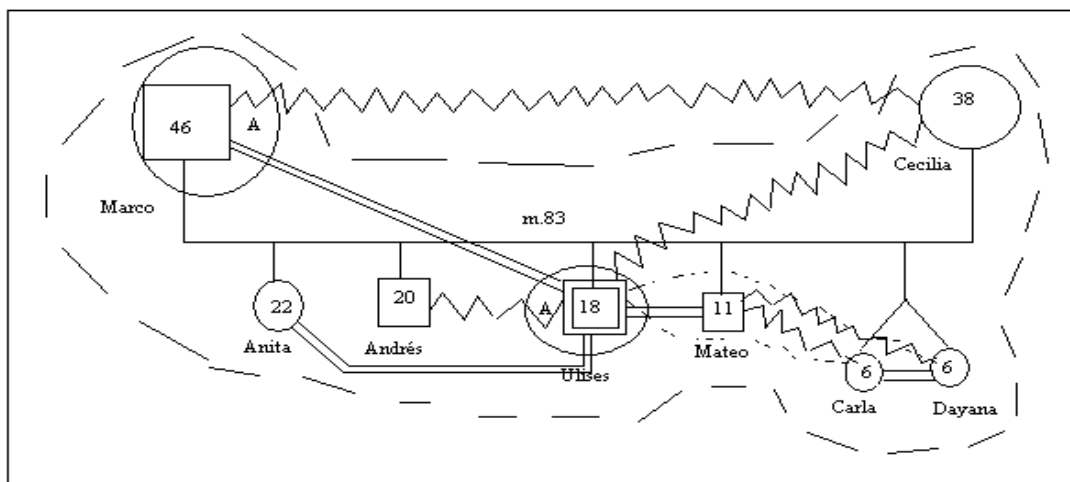 38
46
A
Cecilia
Marco
m.83
22
20
A
18
11
Anita
Andrés
Ulises
Mateo
6
6
Carla
Dayana